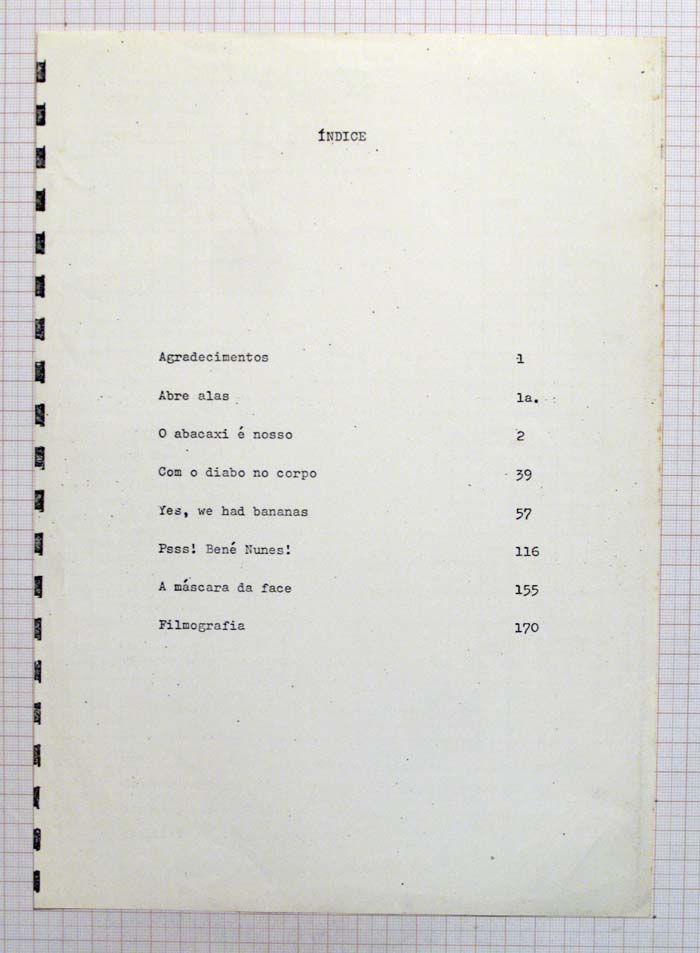 ÍNDICE
Agradecimentos 1
Abre alas 1a.
O abacaxi é nosso 2
Com o diabo no corpo 39
Yes, we had bananas 57
Psss! Bené Nunes! 116
A máscara da face 155
Filmografia 170